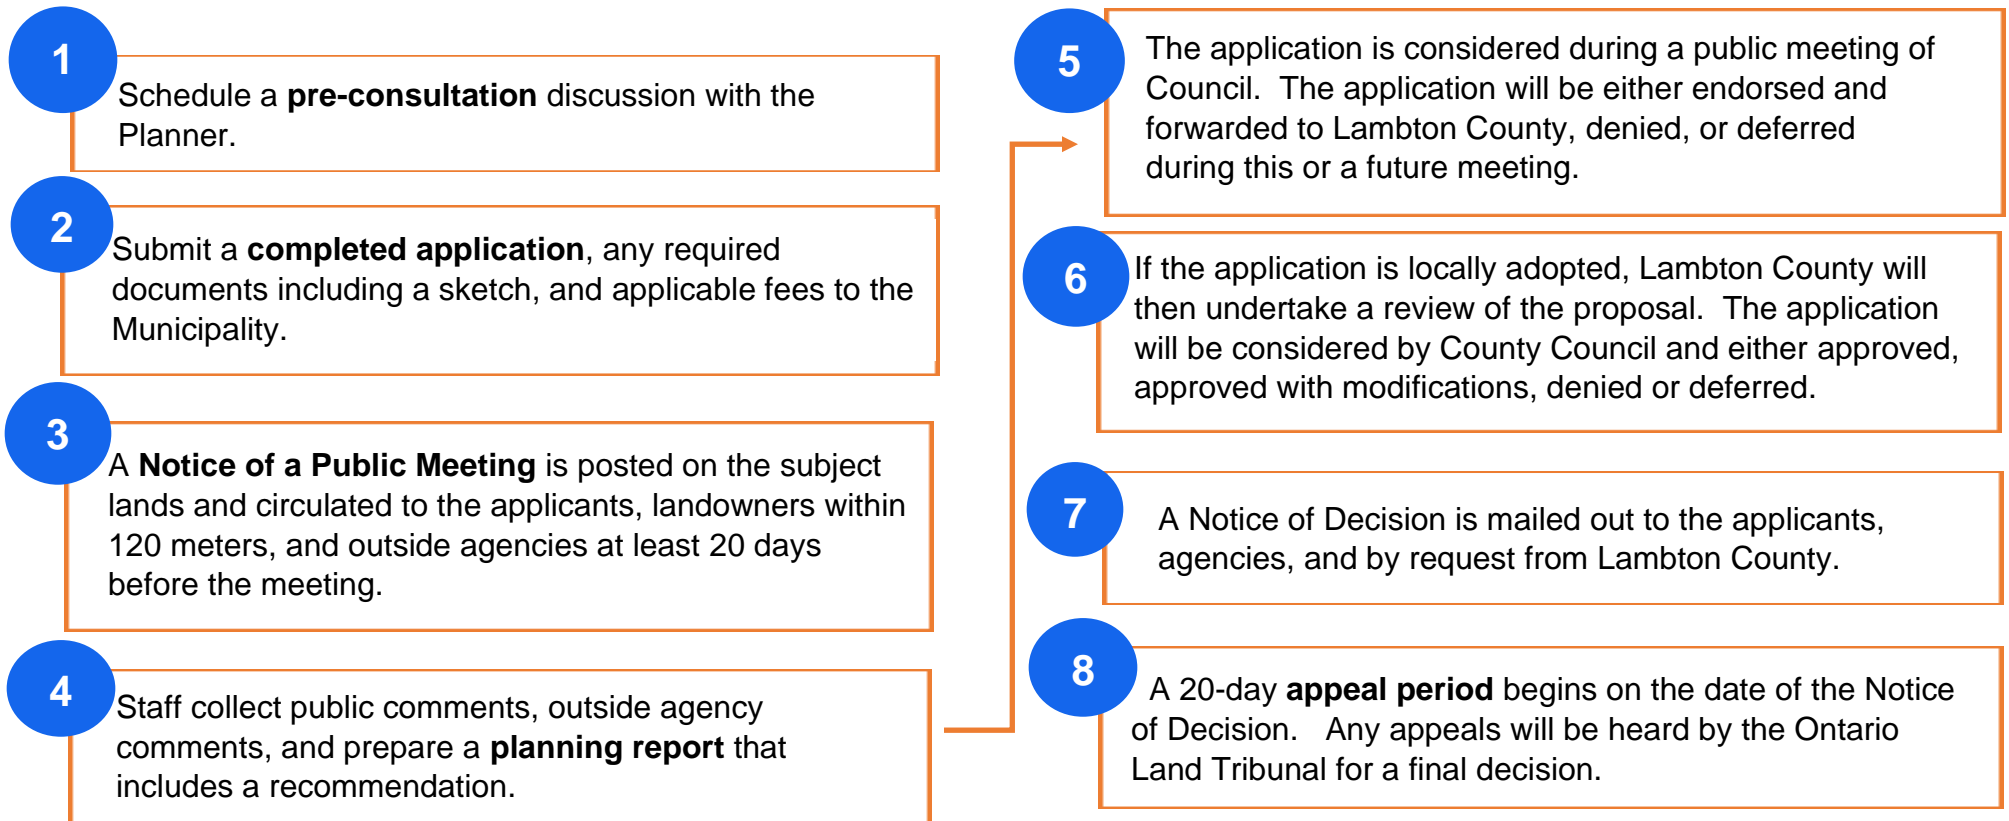 1
Schedule a pre-consultation discussion with the
Planner.
2
Submit a completed application, any required
documents including a sketch, and applicable fees to the
Municipality.
3
A Notice of a Public Meeting is posted on the subject
lands and circulated to the applicants, landowners within
120 meters, and outside agencies at least 20 days
before the meeting.
4
Staff collect public comments, outside agency
comments, and prepare a planning report that
includes a recommendation.
5
The application is considered during a public meeting of
Council. The application will be either endorsed and
forwarded to Lambton County, denied, or deferred
during this or a future meeting.
6
If the application is locally adopted, Lambton County will
then undertake a review of the proposal. The application
will be considered by County Council and either approved,
approved with modifications, denied or deferred.
7
A Notice of Decision is mailed out to the applicants,
agencies, and by request from Lambton County.
8
A 20-day appeal period begins on the date of the Notice
of Decision. Any appeals will be heard by the Ontario
Land Tribunal for a final decision.